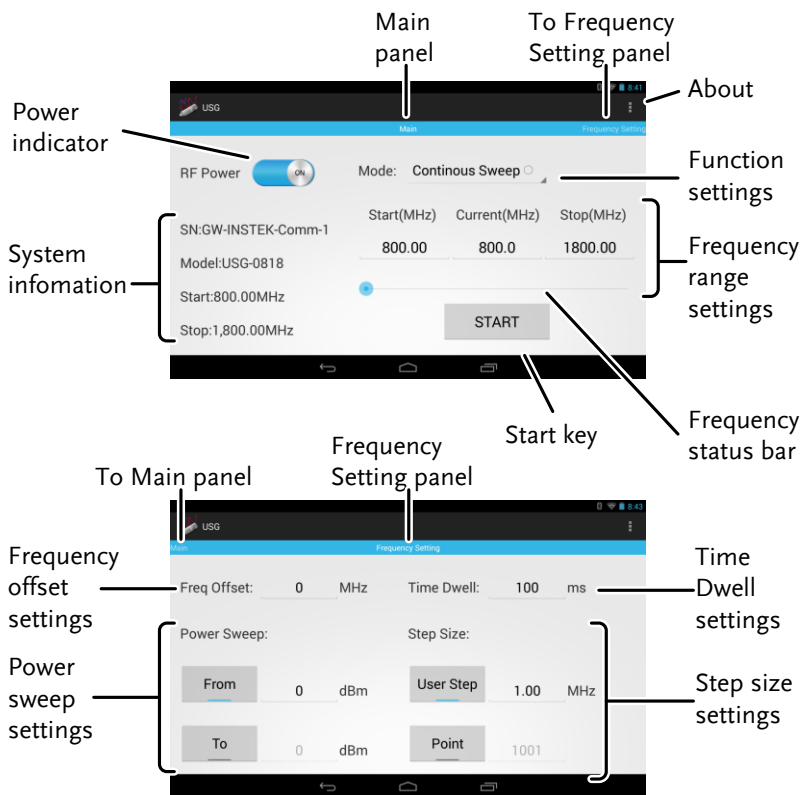 Main
panel
To Frequency
Setting panel
About
Power
indicator
8:41
USG
Main
Frequency Setting
RF Power
ON
Mode: Continous Sweep
Function
settings
System
infomation
SN:GW-INSTEK-Comm-1
Model:USG-0818
Start:800.00MHz
Stop:1,800.00MHz
Start(MHz) Current(MHz) Stop(MHz)
800.00 800.0 1800.00
START
Frequency
range
settings
Start key
Frequency
status bar
To Main panel
Frequency
Setting panel
8:43
USG
Main
Frequency Setting
Frequency
offset
settings
Freq Offset: 0 MHz
Time Dwell: 100 ms
Time
Dwell
settings
Power
sweep
settings
Power Sweep:
From 0 dBm
To 0 dBm
Step Size:
User Step 1.00 MHz
Point 1001
Step size
settings